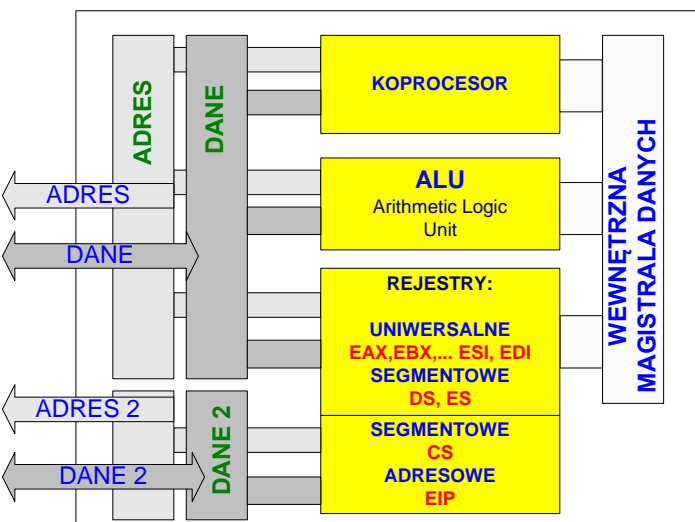 ADRES
DANE
KOPROCESOR
WEWNĘTRZNA
MAGISTRALA DANYCH
ADRES
ALU
Arithmetic Logic
Unit
DANE
REJESTRY:
UNIWERSALNE
EAX,EBX,... ESI, EDI
SEGMENTOWE
DS, ES
ADRES 2
DANE 2
SEGMENTOWE
CS
DANE 2
ADRESOWE
EIP